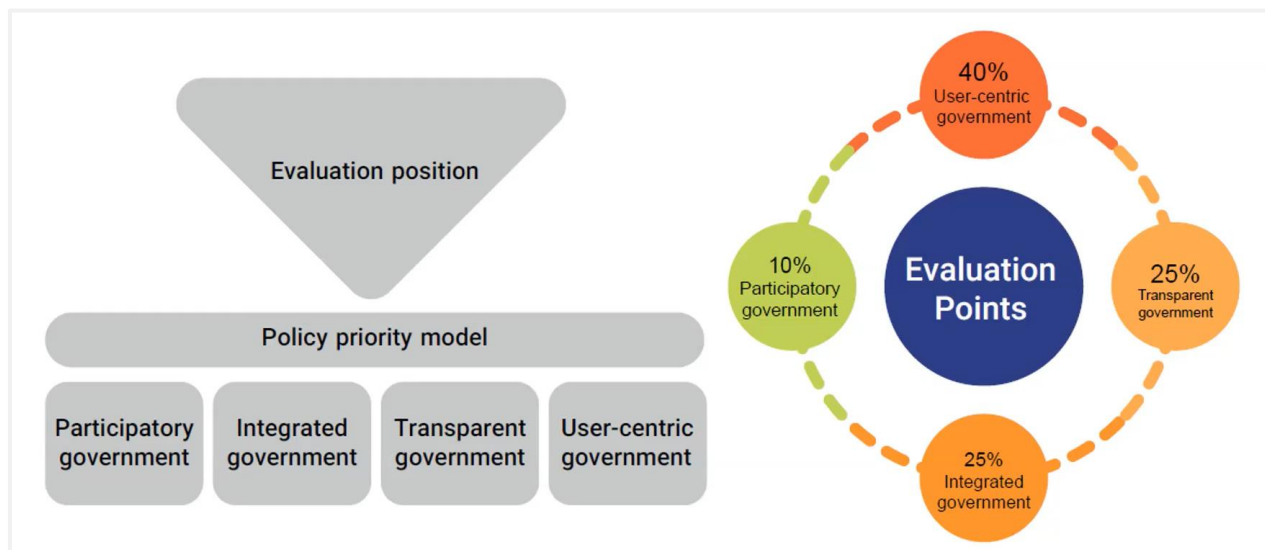 Evaluation position
Policy priority model
Participatory
government
Integrated
government
Transparent
government
User-centric
government
40%
User-centric
government
10%
Participatory
government
Evaluation
Points
25%
Transparent
government
25%
Integrated
government